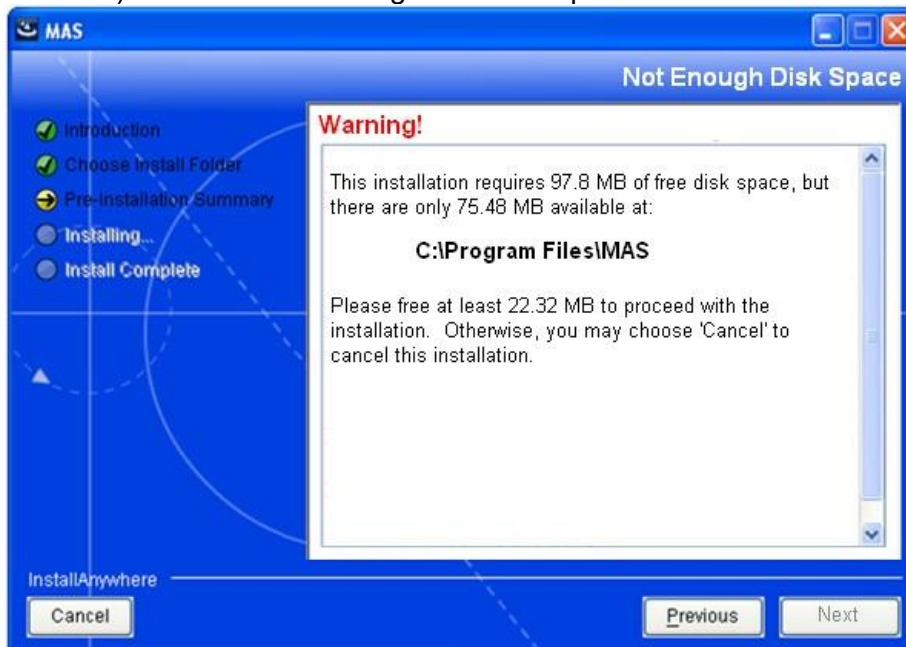 MAS
Not Enough Disk Space
Introduction
Choose Install Folder
Pre-Installation Summary
Installing...
Install Complete
Warning!
This installation requires 97.8 MB of free disk space, but
there are only 75.48 MB available at:
C:\Program Files\MAS
Please free at least 22.32 MB to proceed with the
installation. Otherwise, you may choose 'Cancel' to
cancel this installation.
InstallAnywhere
Cancel
Previous
Next